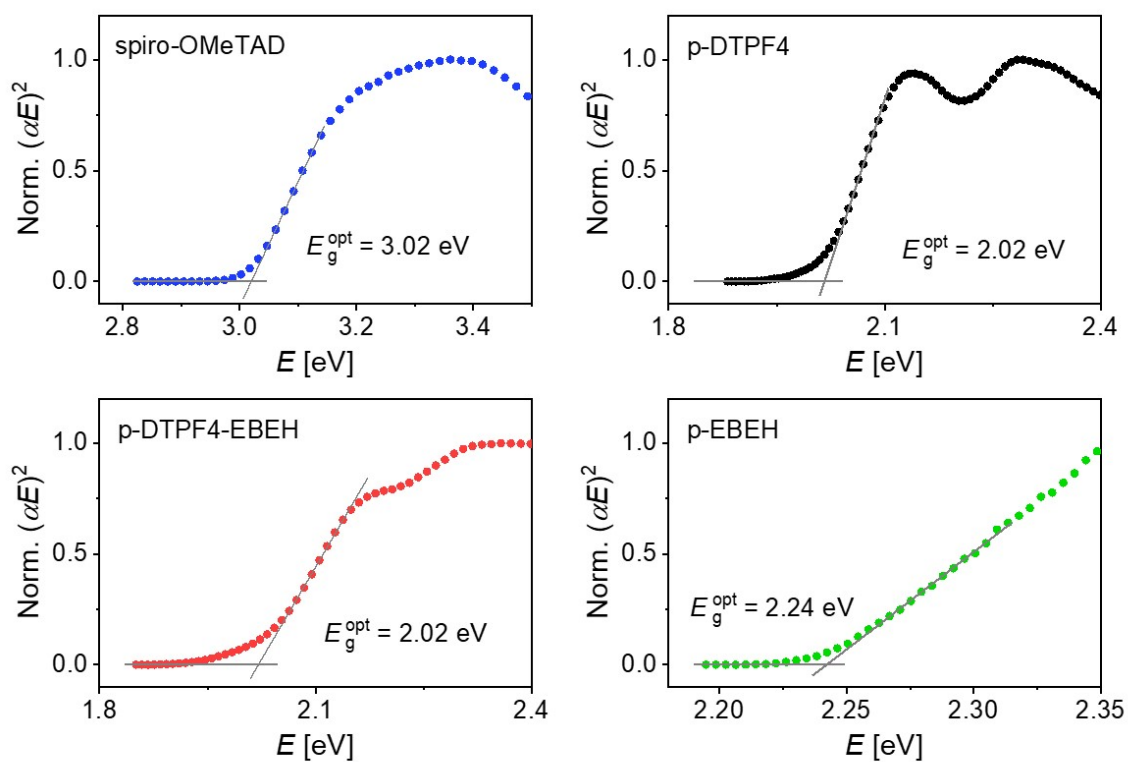 spiro-OMeTAD
Norm. (αE)²
1.0
0.5
0.0
E_g^opt = 3.02 eV
2.8 3.0 3.2 3.4
E [eV]
p-DTPF4
Norm. (αE)²
1.0
0.5
0.0
E_g^opt = 2.02 eV
1.8 2.1 2.4
E [eV]
p-DTPF4-EBEH
Norm. (αE)²
1.0
0.5
0.0
E_g^opt = 2.02 eV
1.8 2.1 2.4
E [eV]
p-EBEH
Norm. (αE)²
1.0
0.5
0.0
E_g^opt = 2.24 eV
2.20 2.25 2.30 2.35
E [eV]